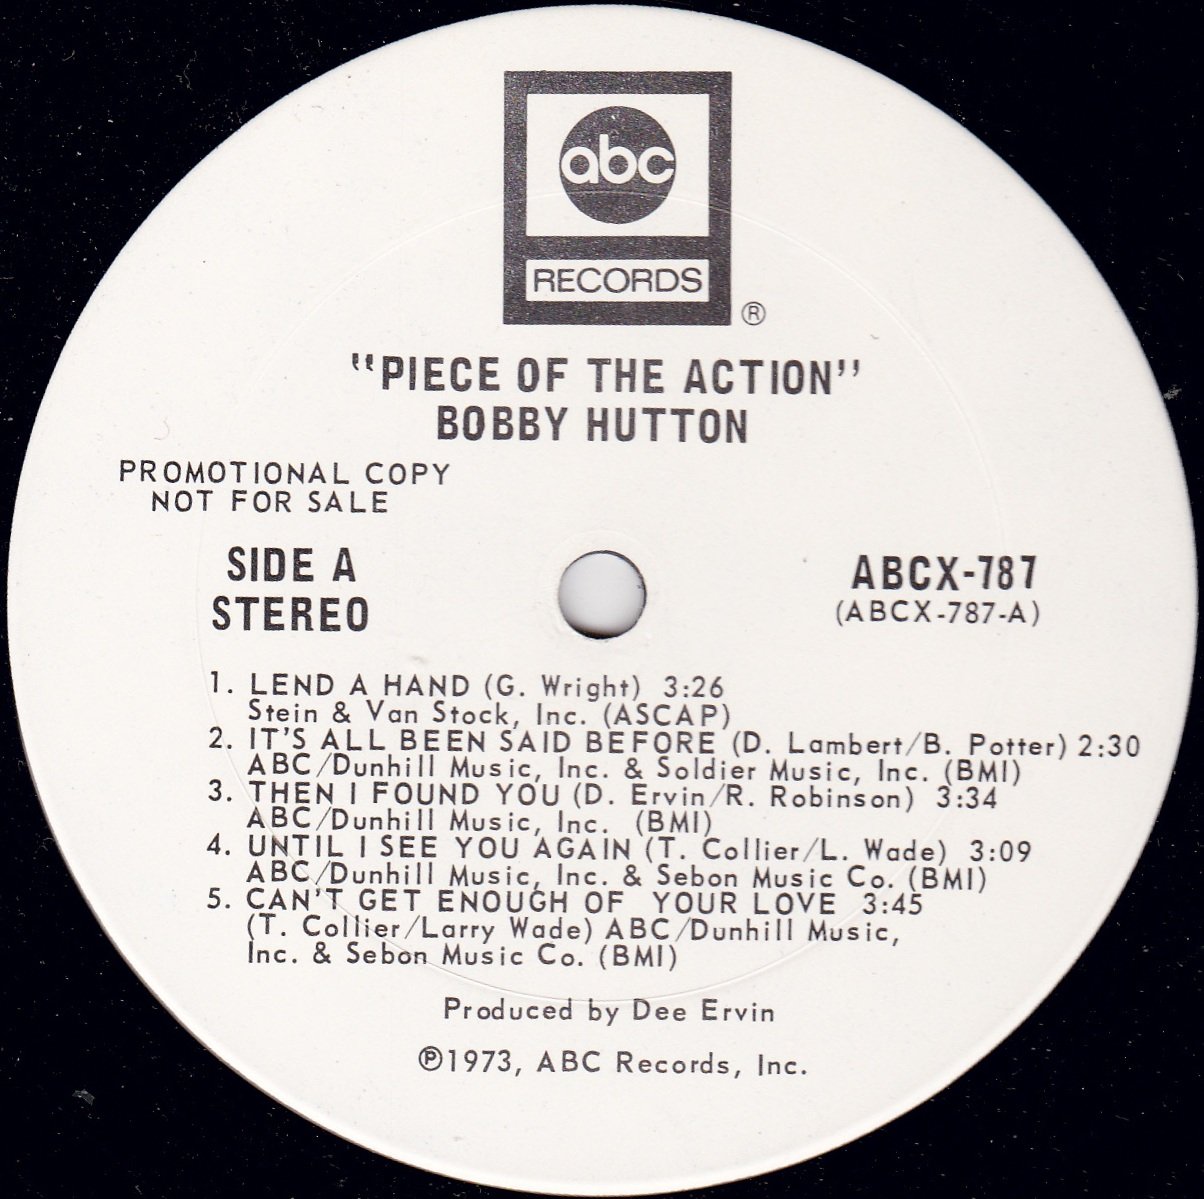 abc
RECORDS
®
"PIECE OF THE ACTION"
BOBBY HUTTON
PROMOTIONAL COPY
NOT FOR SALE
SIDE A
STEREO
ABCX-787
(ABCX-787-A)
1. LEND A HAND (G. Wright) 3:26
Stein & Van Stock, Inc. (ASCAP)
2. IT'S ALL BEEN SAID BEFORE (D. Lambert/B. Potter) 2:30
ABC/Dunhill Music, Inc. & Soldier Music, Inc. (BMI)
3. THEN I FOUND YOU (D. Ervin/R. Robinson) 3:34
ABC/Dunhill Music, Inc. (BMI)
4. UNTIL I SEE YOU AGAIN (T. Collier/L. Wade) 3:09
ABC/Dunhill Music, Inc. & Sebon Music Co. (BMI)
5. CAN'T GET ENOUGH OF YOUR LOVE 3:45
(T. Collier/Larry Wade) ABC/Dunhill Music,
Inc. & Sebon Music Co. (BMI)
Produced by Dee Ervin
℗1973, ABC Records, Inc.